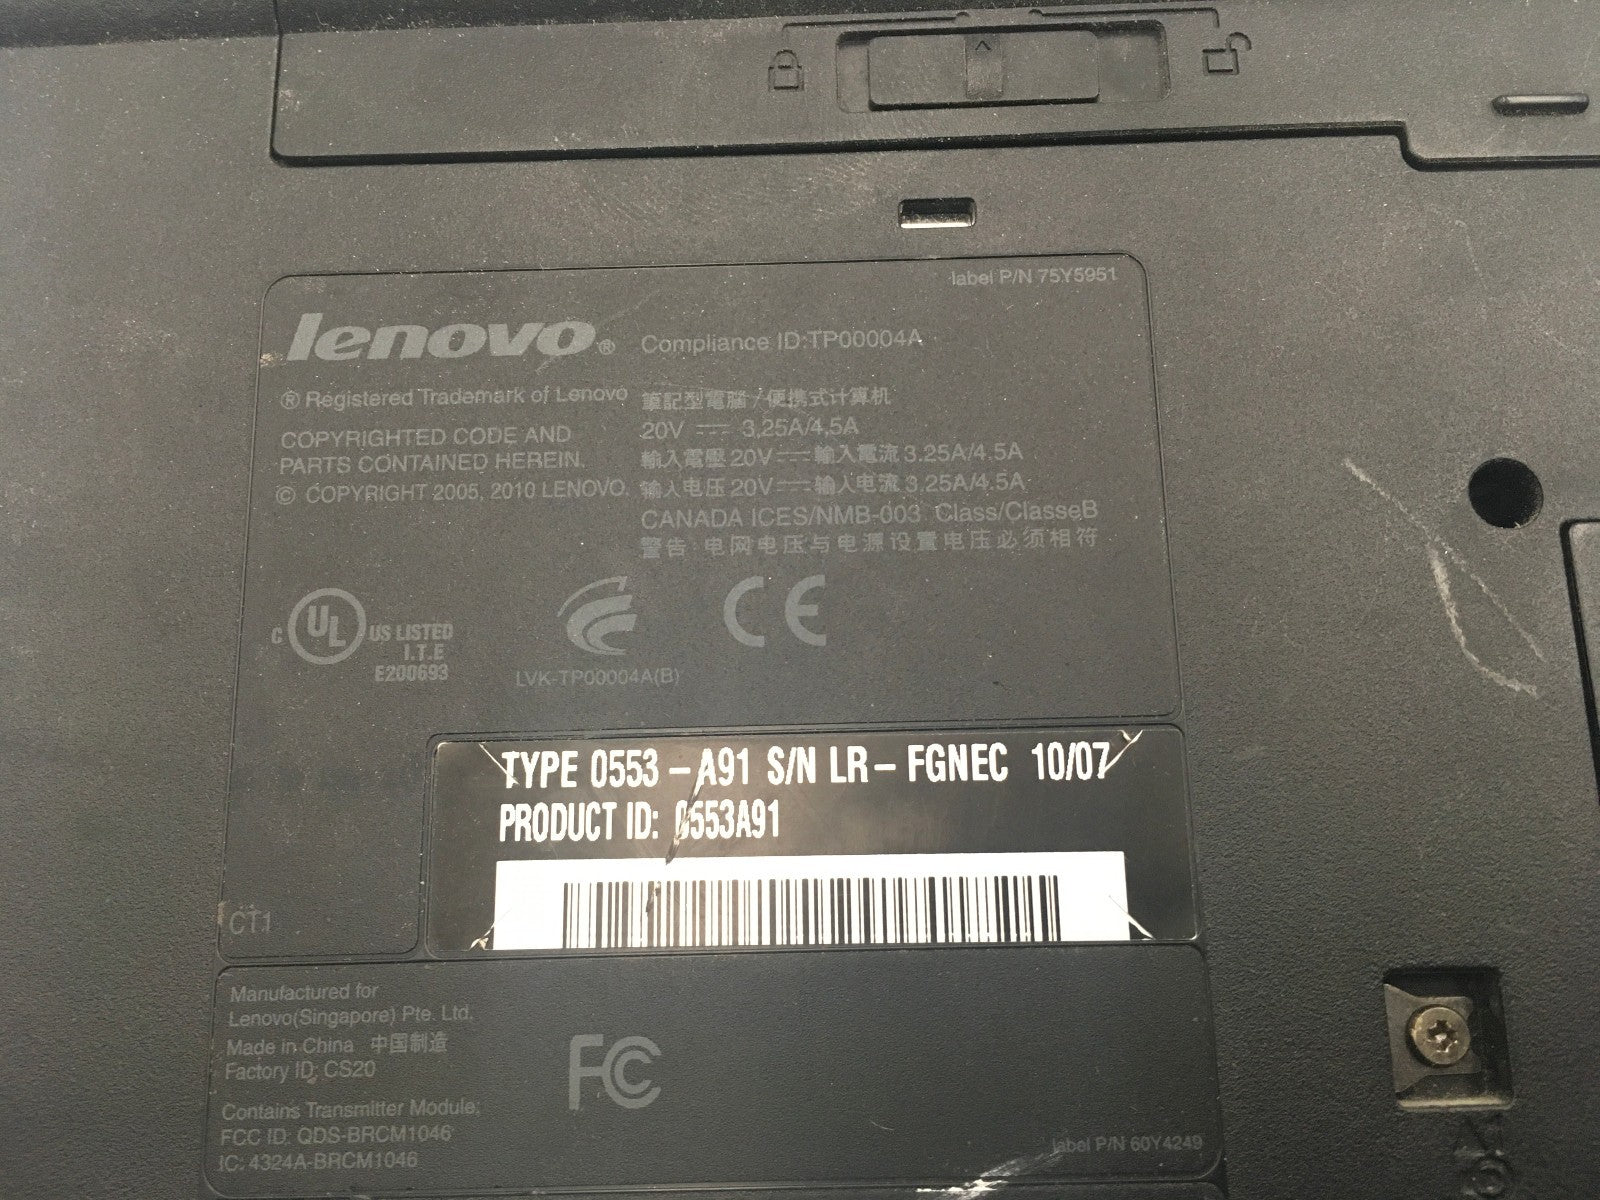 label P/N 75Y5951
lenovo® Compliance ID:TP00004A
® Registered Trademark of Lenovo
COPYRIGHTED CODE AND
PARTS CONTAINED HEREIN.
© COPYRIGHT 2005, 2010 LENOVO.
筆記型電腦/便携式计算机
20V ⎓ 3.25A/4.5A
輸入電壓 20V ⎓ 輸入電流 3.25A/4.5A
输入电压 20V ⎓ 输入电流 3.25A/4.5A
CANADA ICES/NMB-003 Class/ClasseB
警告:电网电压与电源设置电压必须相符
C UL US LISTED
I.T.E
E200693
LVK-TP00004A(B)
CE
TYPE 0553-A91 S/N LR-FGNEC 10/07
PRODUCT ID: 0553A91
CT1
Manufactured for
Lenovo(Singapore) Pte. Ltd.
Made in China 中国制造
Factory ID: CS20
FC
Contains Transmitter Module:
FCC ID: QDS-BRCM1046
IC: 4324A-BRCM1046
label P/N 60Y4249